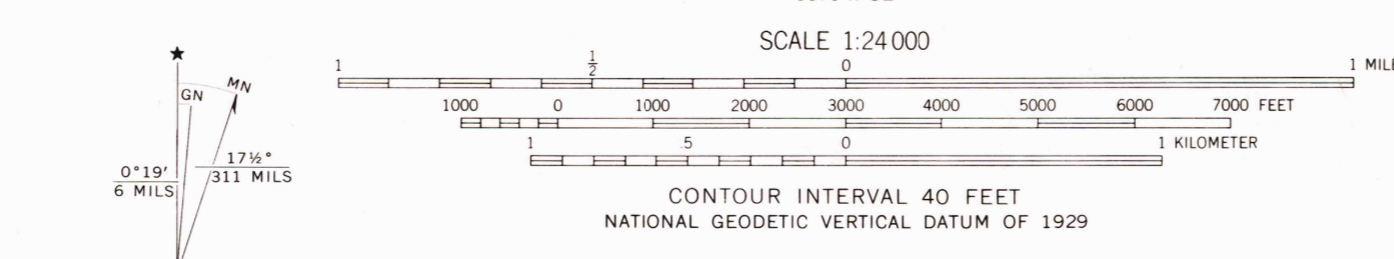 SCALE 1:24 000
1 1/2 0 1 MILE
1000 0 1000 2000 3000 4000 5000 6000 7000 FEET
1 .5 0 1 KILOMETER
CONTOUR INTERVAL 40 FEET
NATIONAL GEODETIC VERTICAL DATUM OF 1929
★
GN
MN
0°19′
6 MILS
17½°
311 MILS